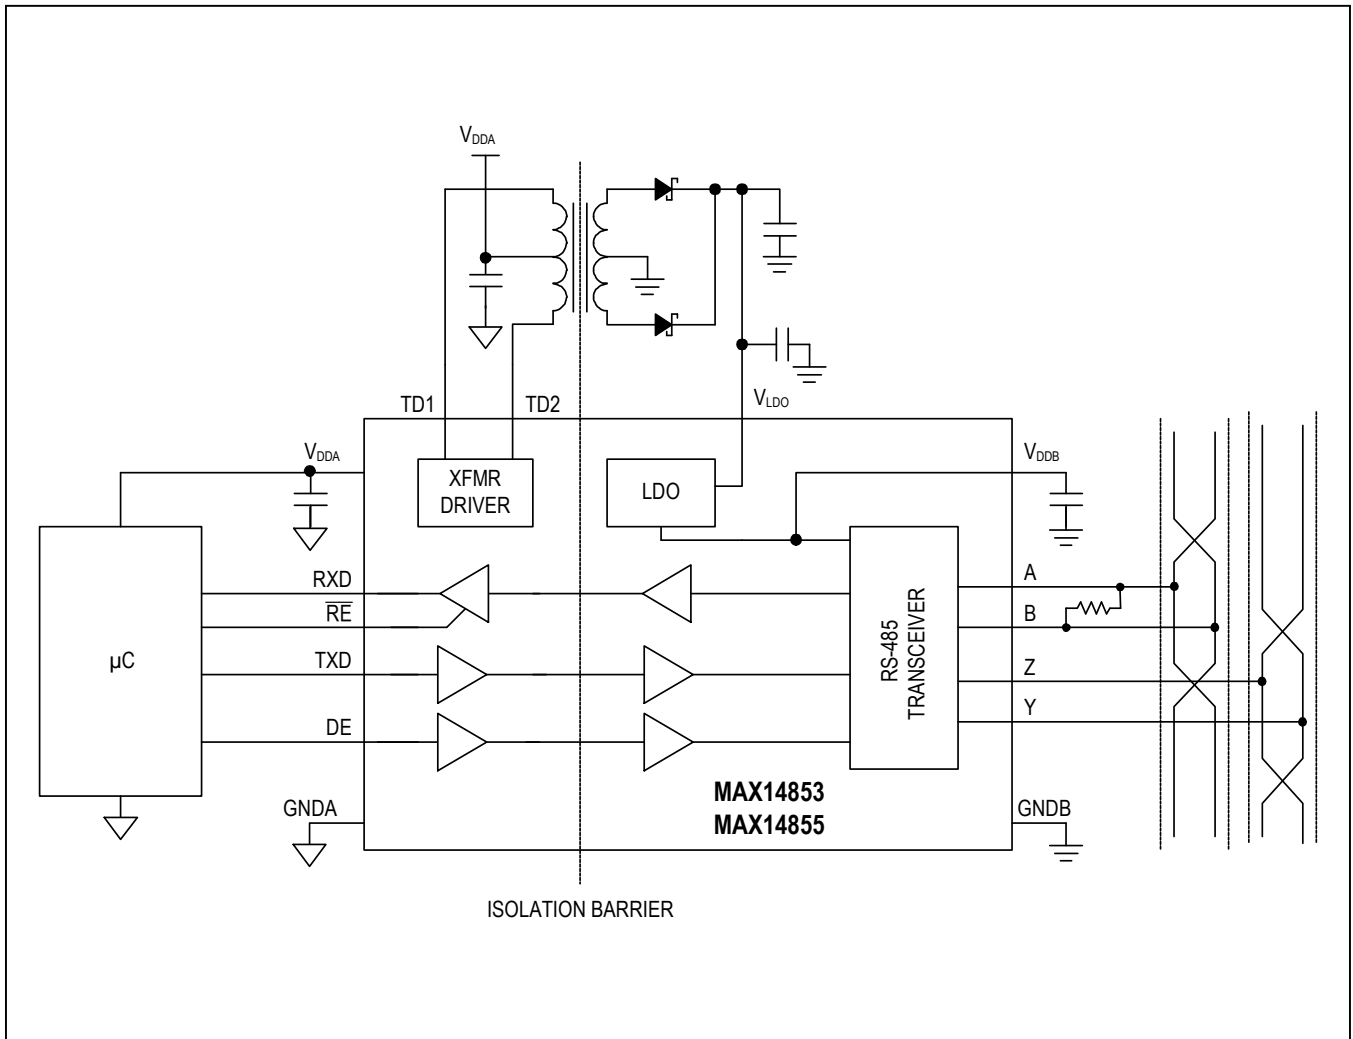 VDDA
TD1
TD2
VLDO
VDDA
XFMR
DRIVER
LDO
VDDB
µC
RXD
R̅E̅
TXD
DE
RS-485
TRANSCEIVER
A
B
Z
Y
MAX14853
MAX14855
GNDA
GNDB
ISOLATION BARRIER